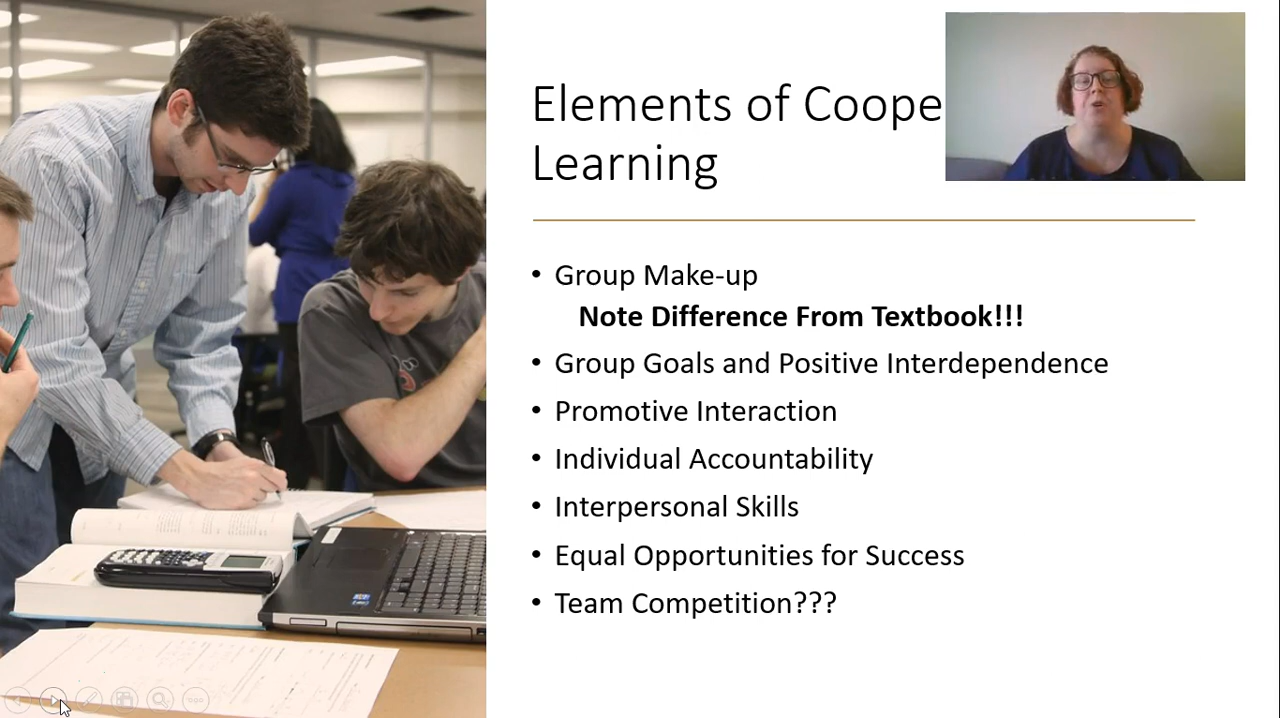 Elements of Coope
Learning
• Group Make-up
Note Difference From Textbook!!!
• Group Goals and Positive Interdependence
• Promotive Interaction
• Individual Accountability
• Interpersonal Skills
• Equal Opportunities for Success
• Team Competition???